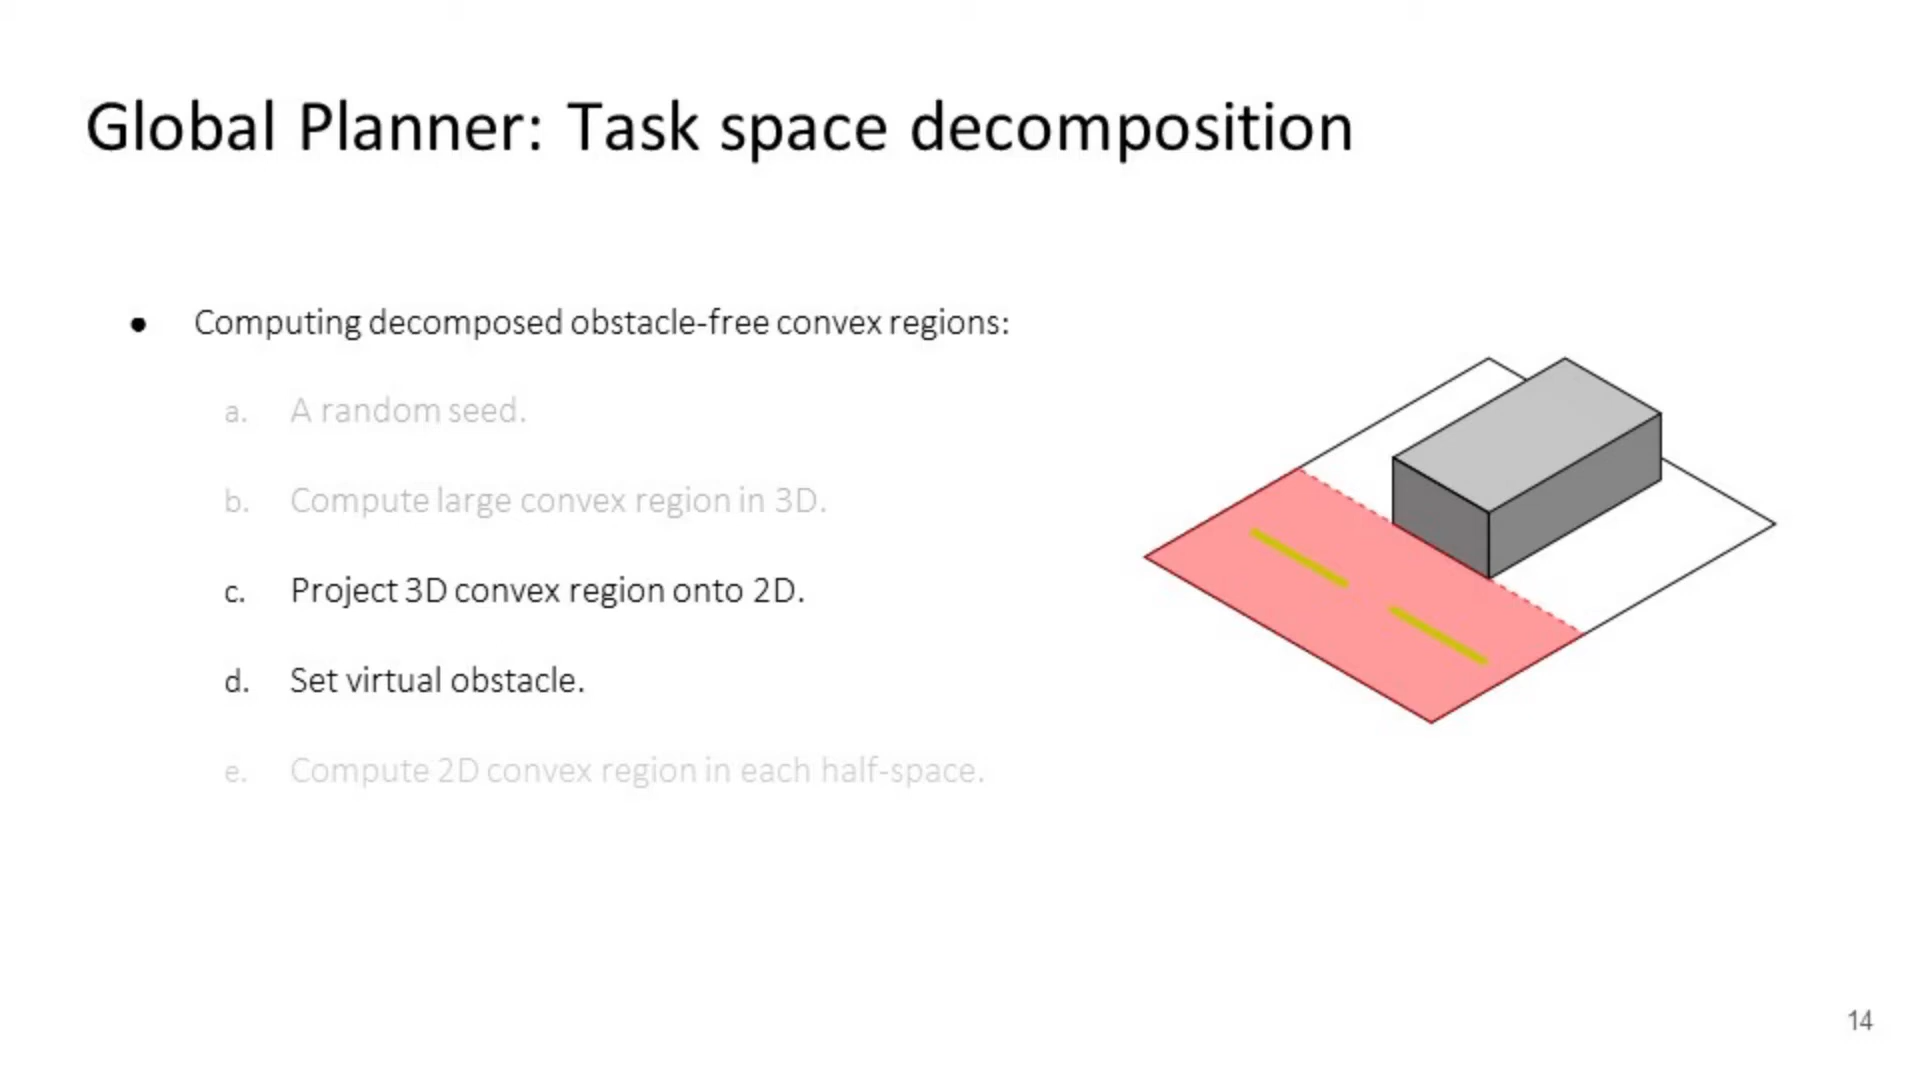 Global Planner: Task space decomposition
● Computing decomposed obstacle-free convex regions:
a. A random seed.
b. Compute large convex region in 3D.
c. Project 3D convex region onto 2D.
d. Set virtual obstacle.
e. Compute 2D convex region in each half-space.
14